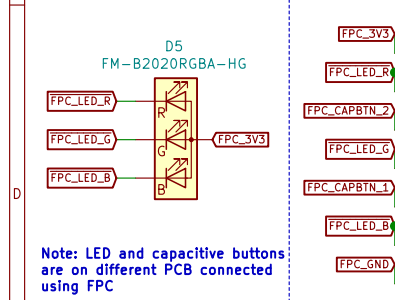 D5
FM-B2020RGBA-HG
FPC_LED_R
R
FPC_LED_G
G
FPC_3V3
FPC_LED_B
B
D
Note: LED and capacitive buttons
are on different PCB connected
using FPC
FPC_3V3
FPC_LED_R
FPC_CAPBTN_2
FPC_LED_G
FPC_CAPBTN_1
FPC_LED_B
FPC_GND